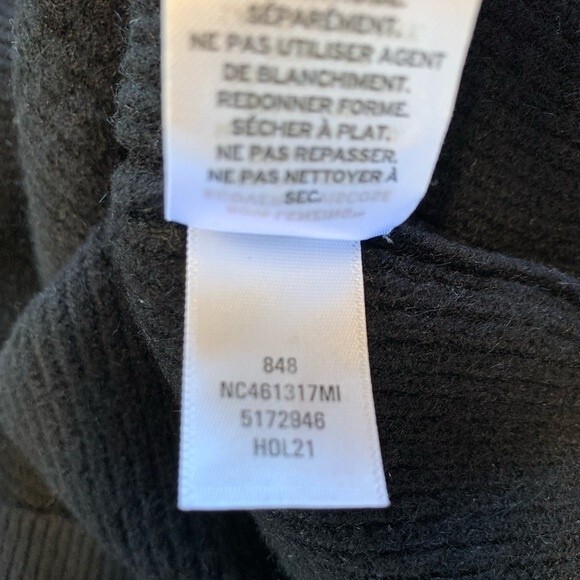 SÉPARÉMENT.
NE PAS UTILISER AGENT
DE BLANCHIMENT.
REDONNER FORME.
SÉCHER À PLAT.
NE PAS REPASSER.
NE PAS NETTOYER À
SEC.
848
NC461317MI
5172946
HOL21